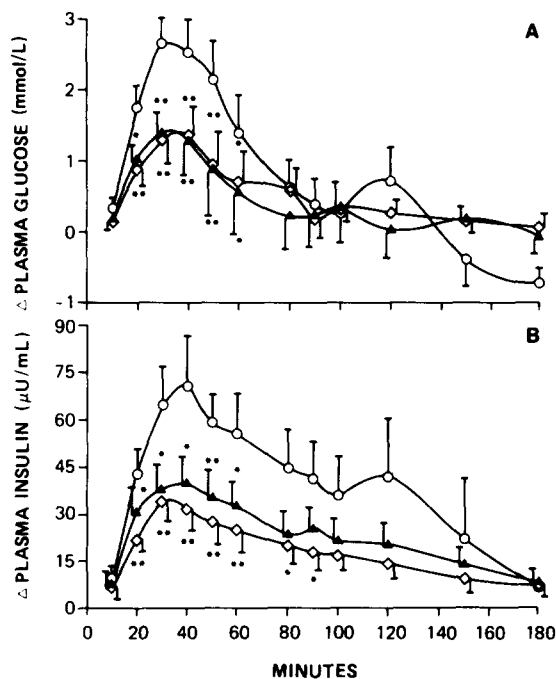 A
△ PLASMA GLUCOSE (mmol/L)
3
2
1
0
-1
B
△ PLASMA INSULIN (μU/mL)
90
75
60
45
30
15
0
0 20 40 60 80 100 120 140 160 180
MINUTES